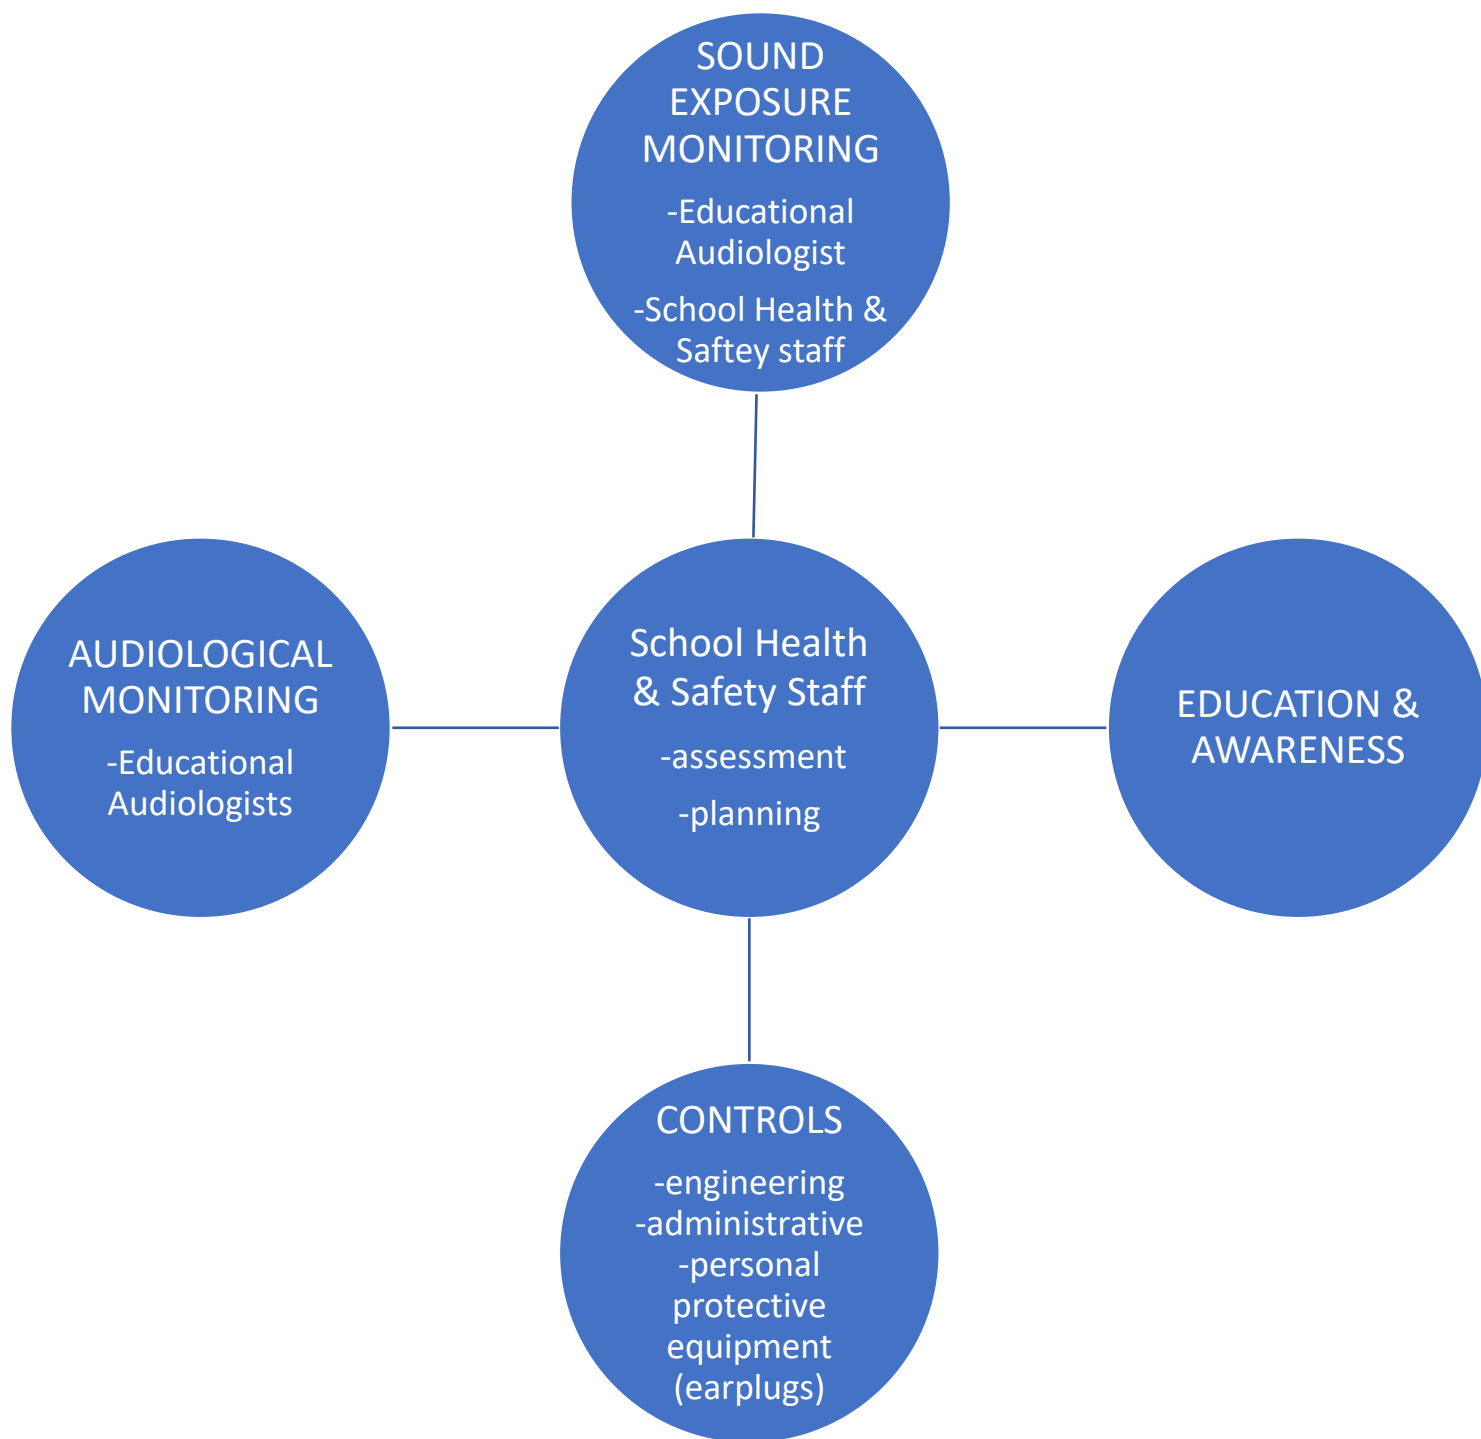 SOUND
EXPOSURE
MONITORING
-Educational
Audiologist
-School Health &
Saftey staff
AUDIOLOGICAL
MONITORING
-Educational
Audiologists
School Health
& Safety Staff
-assessment
-planning
EDUCATION &
AWARENESS
CONTROLS
-engineering
-administrative
-personal
protective
equipment
(earplugs)